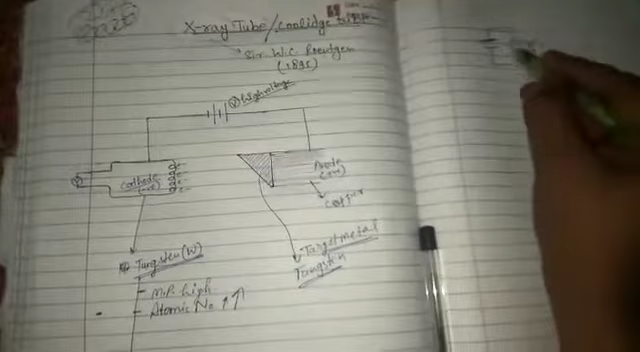 X-ray Tube/Coolidge
Sir W.C. Roentgen
(1895)
(V) high voltage
Cathode
(-ve)
Anode
(+ve)
Copper
Target metal
Tungsten
Tungsten (W)
M.P. high
Atomic No ↑↑